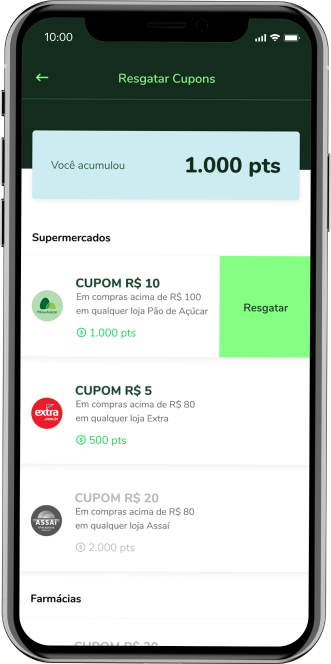 10:00
Resgatar Cupons
Você acumulou
1.000 pts
Supermercados
CUPOM R$ 10
Em compras acima de R$ 100
em qualquer loja Pão de Açúcar
1.000 pts
Resgatar
CUPOM R$ 5
Em compras acima de R$ 80
em qualquer loja Extra
500 pts
extra
CUPOM R$ 20
Em compras acima de R$ 80
em qualquer loja Assaí
2.000 pts
ASSAÍ
Farmácias